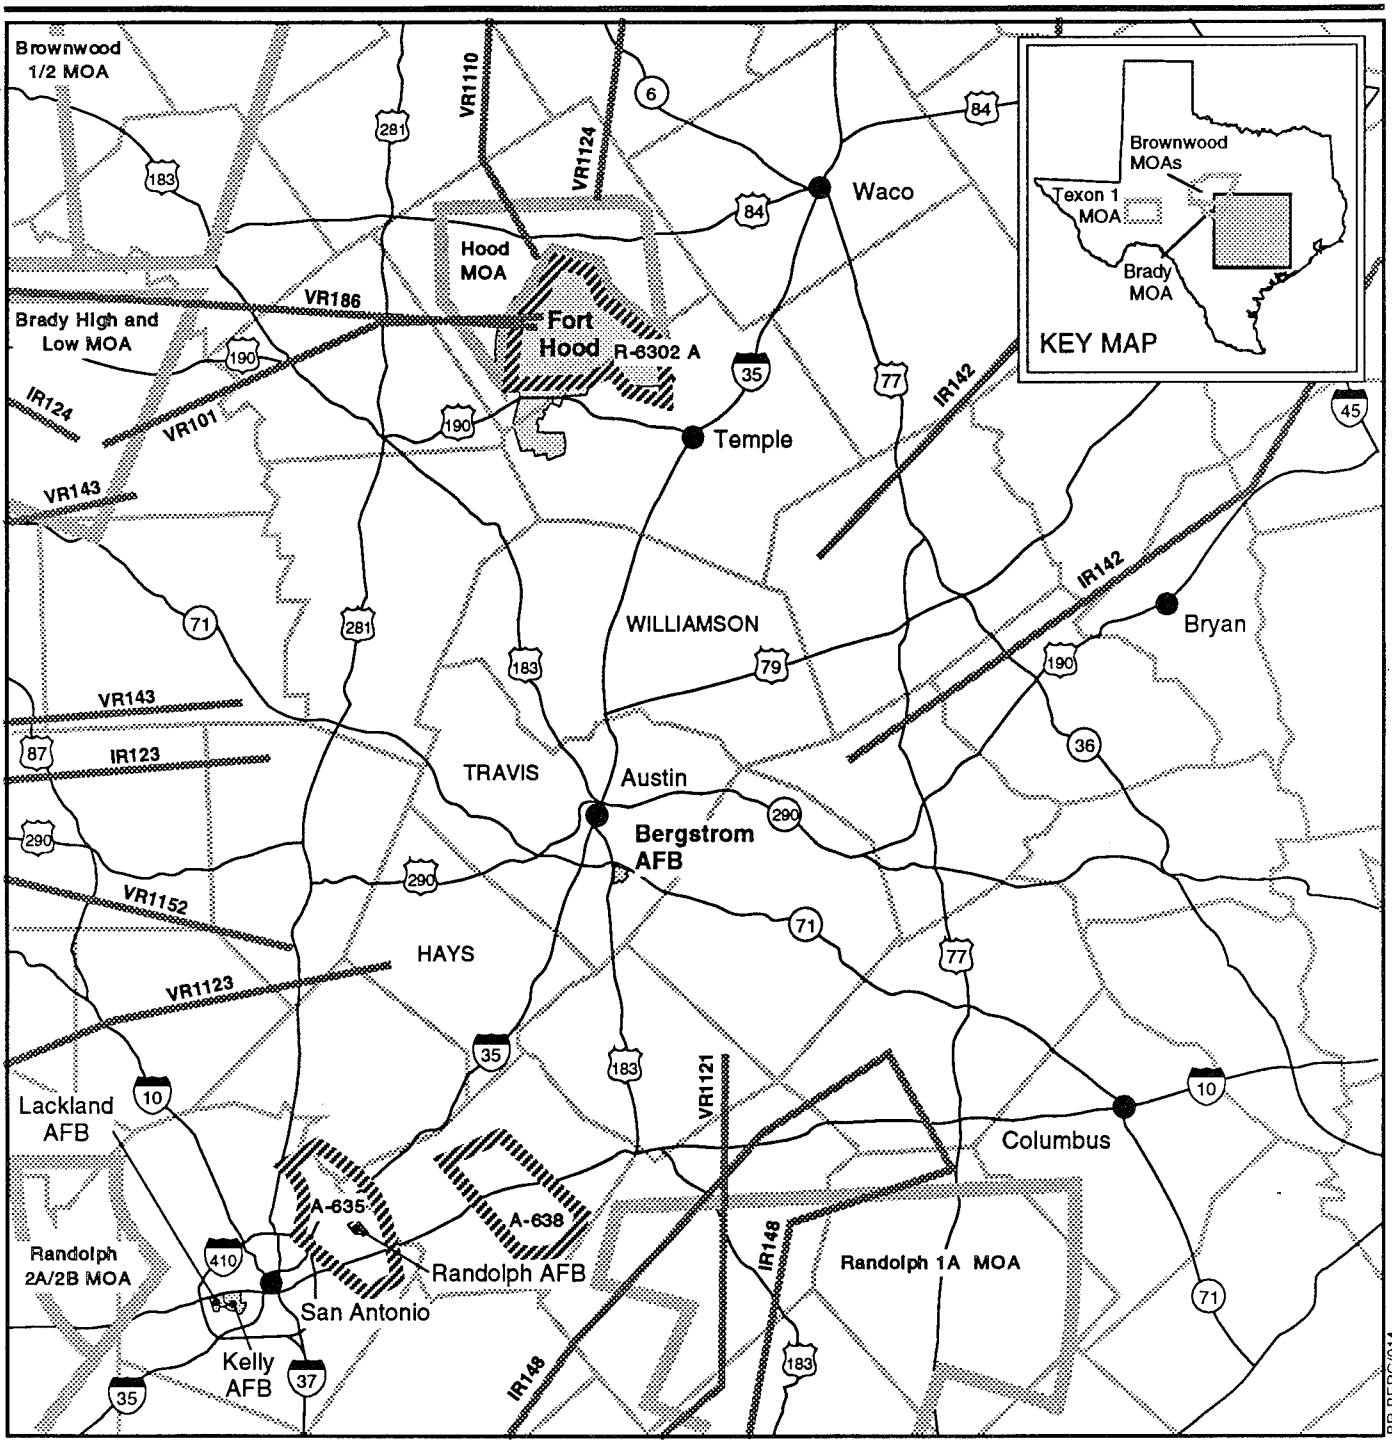 Brownwood
1/2 MOA
VR1110
VR1124
6
84
281
183
84
Waco
Hood
MOA
VR186
Brady High and
Low MOA
190
IR124
VR101
190
Fort
Hood
R-6302 A
35
77
IR142
Temple
KEY MAP
Brownwood
MOAs
Texon 1
MOA
Brady
MOA
45
VR143
71
281
183
WILLIAMSON
79
IR142
Bryan
190
36
VR143
87
IR123
290
TRAVIS
Austin
Bergstrom
AFB
290
290
VR1152
71
77
HAYS
VR1123
35
183
VR1121
10
Lackland
AFB
10
Columbus
A-635
A-638
Randolph
2A/2B MOA
410
Randolph AFB
San Antonio
IR148
Randolph 1A MOA
71
Kelly
AFB
35
37
IR148
183